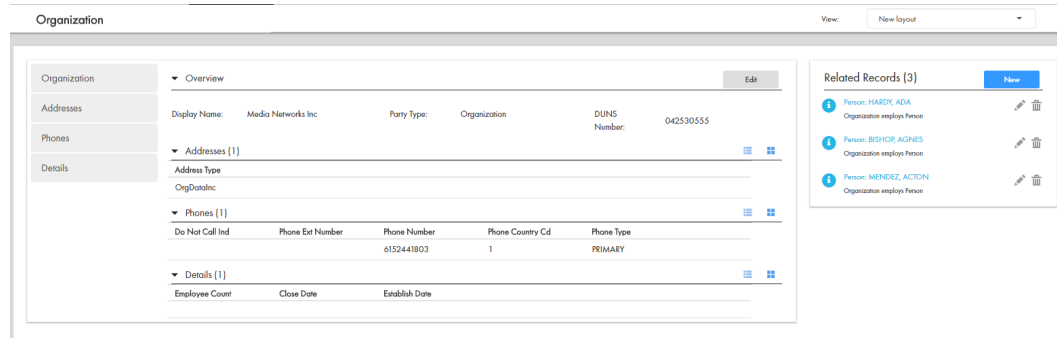 Organization
View: New layout
Organization
Addresses
Phones
Details
Overview
Edit
Display Name: Media Networks Inc Party Type: Organization DUNS Number: 042530555
Addresses (1)
Address Type
OrgDataInc
Phones (1)
Do Not Call Ind Phone Ext Number Phone Number Phone Country Cd Phone Type
6152441803 1 PRIMARY
Details (1)
Employee Count Close Date Establish Date
Related Records (3)
New
Person: HARDY, ADA
Organization employs Person
Person: BISHOP, AGNES
Organization employs Person
Person: MENDEZ, ACTON
Organization employs Person